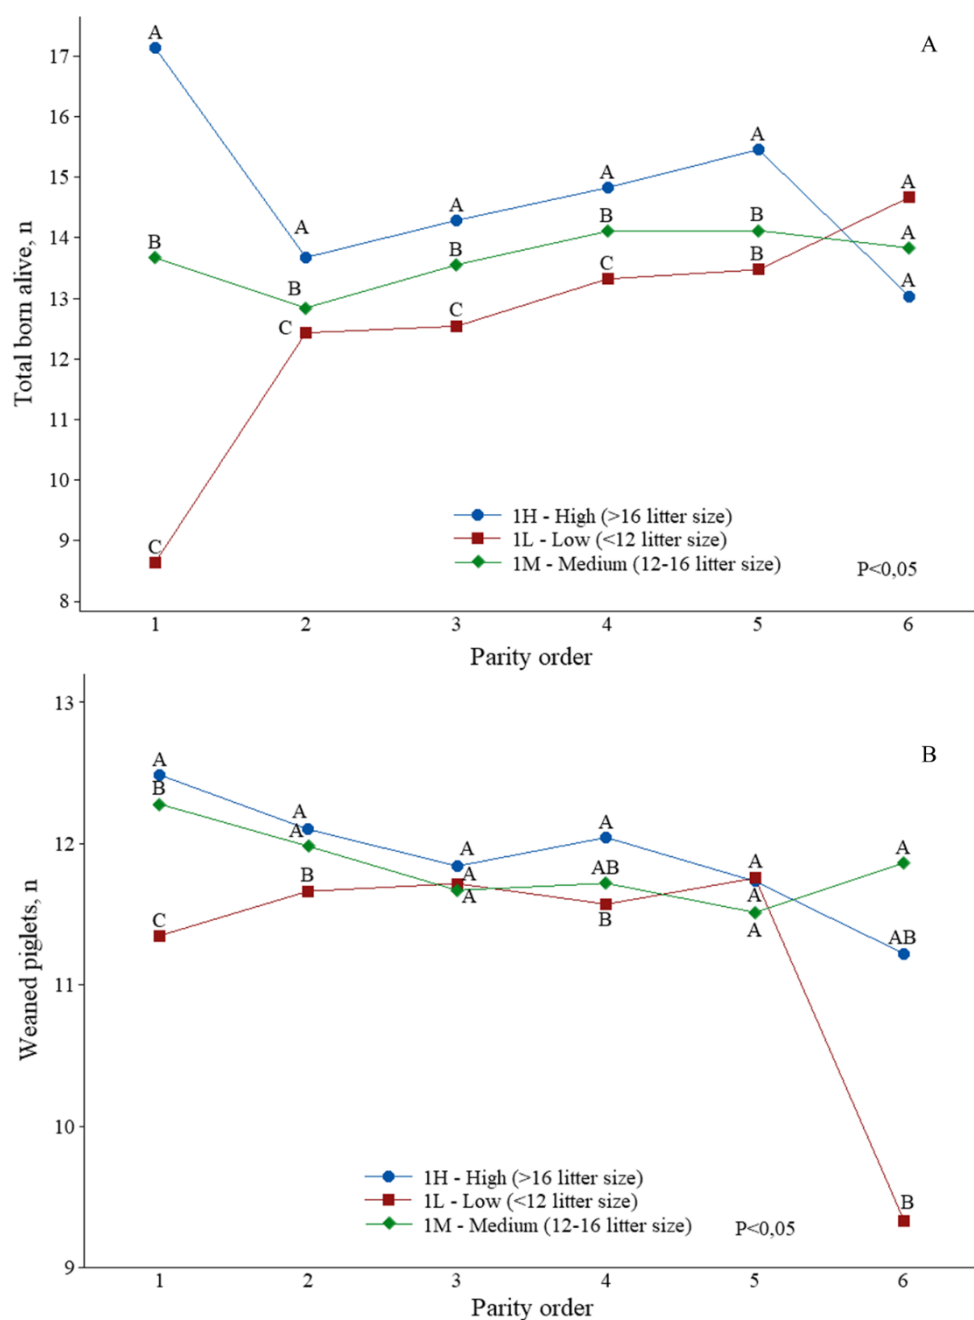 A
A
17
16
A
A
15
A
A
A
B
B
14
B
A
B
B
B
C
A
13
C
C
12
11
10
1H - High (>16 litter size)
9
1L - Low (<12 litter size)
C
1M - Medium (12-16 litter size)
P<0,05
8
1 2 3 4 5 6
Total born alive, n
Parity order
13
B
A
B
A
A
12
A
A
A
A
B
A
AB
A
C
A
B
A
AB
11
Weaned piglets, n
10
1H - High (>16 litter size)
B
1L - Low (<12 litter size)
1M - Medium (12-16 litter size)
P<0,05
9
1 2 3 4 5 6
Parity order